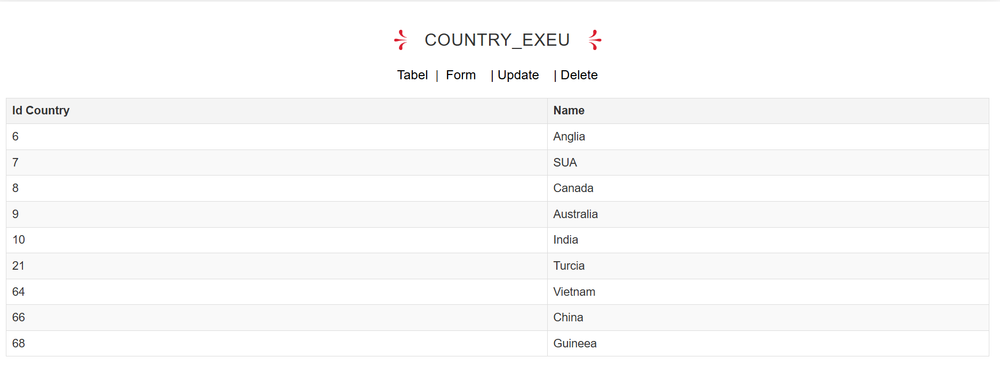 COUNTRY_EXEU
Tabel | Form | Update | Delete
Id Country Name
6 Anglia
7 SUA
8 Canada
9 Australia
10 India
21 Turcia
64 Vietnam
66 China
68 Guineea